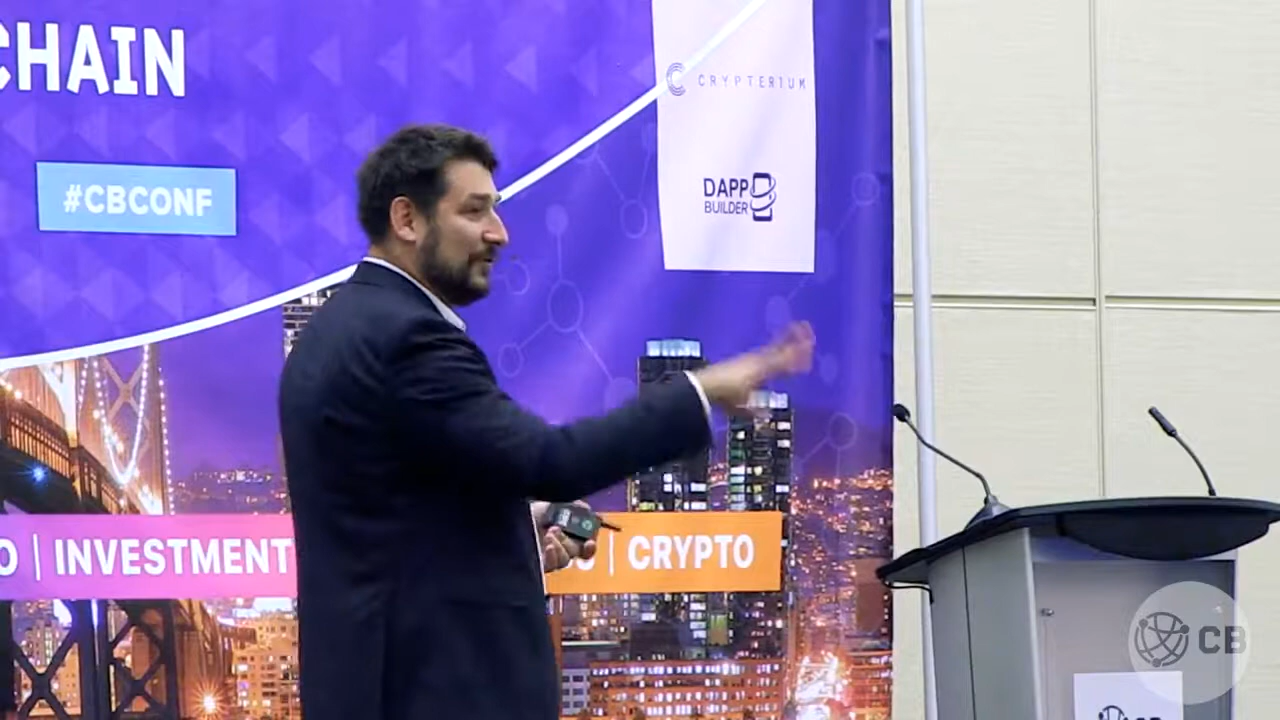 CHAIN
#CBCONF
CRYPTERIUM
DAPP
BUILDER
O | INVESTMENT
| CRYPTO
CB